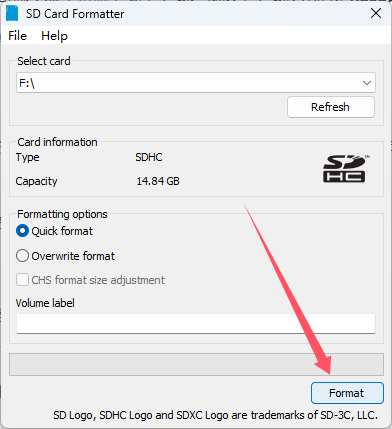 SD Card Formatter
File Help
Select card
F:\
Refresh
Card information
Type SDHC
Capacity 14.84 GB
SD HC
Formatting options
Quick format
Overwrite format
CHS format size adjustment
Volume label
Format
SD Logo, SDHC Logo and SDXC Logo are trademarks of SD-3C, LLC.